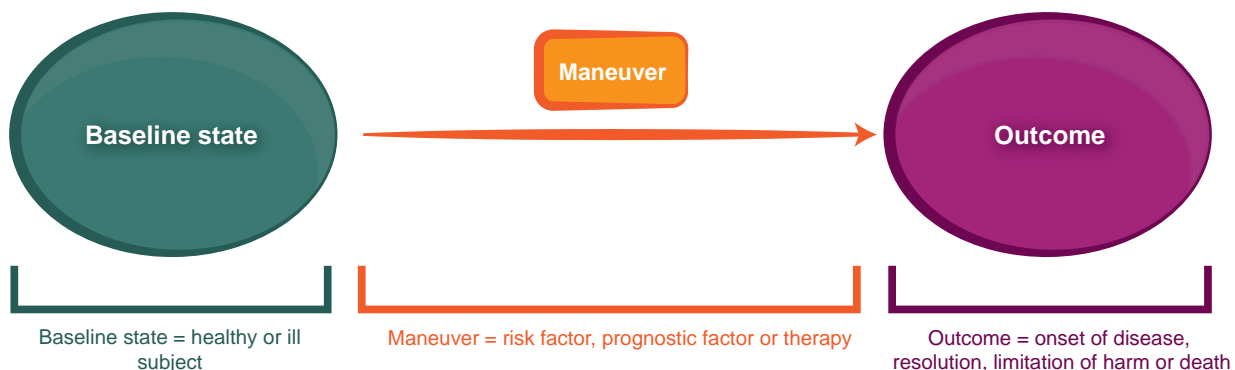 Maneuver
Baseline state
Outcome
Baseline state = healthy or ill
subject
Maneuver = risk factor, prognostic factor or therapy
Outcome = onset of disease,
resolution, limitation of harm or death